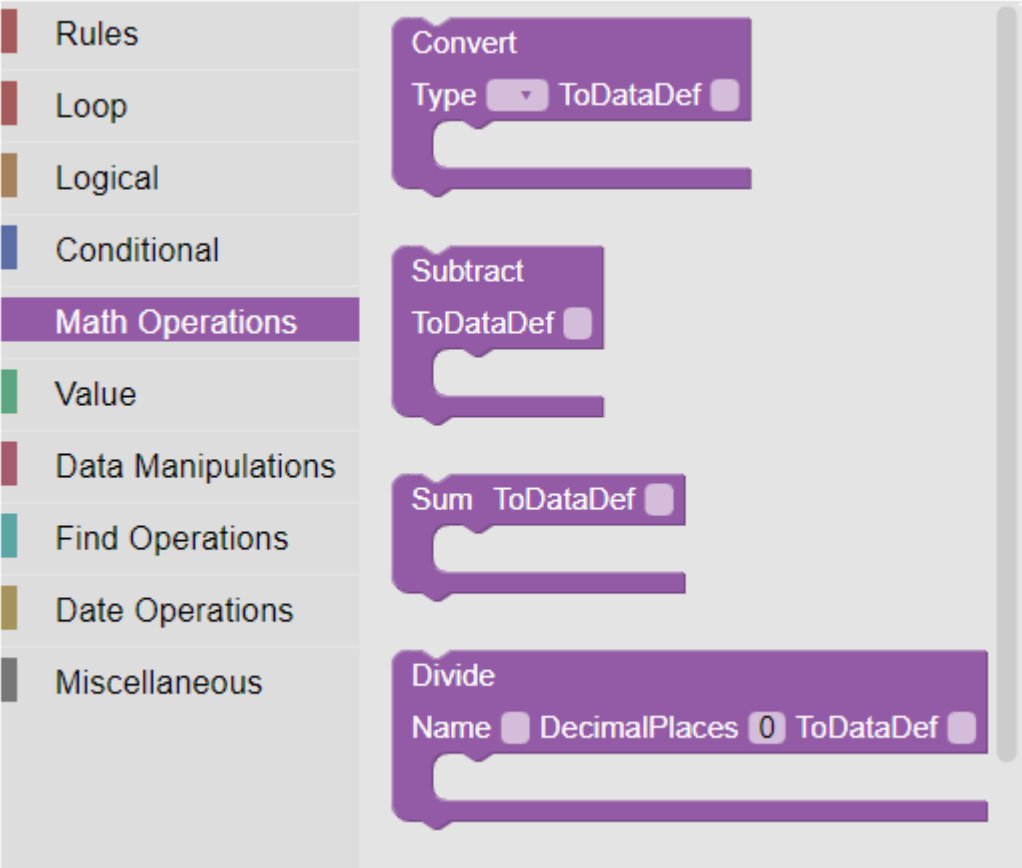 Rules
Loop
Logical
Conditional
Math Operations
Value
Data Manipulations
Find Operations
Date Operations
Miscellaneous
Convert
Type ToDataDef
Subtract
ToDataDef
Sum ToDataDef
Divide
Name DecimalPlaces 0 ToDataDef